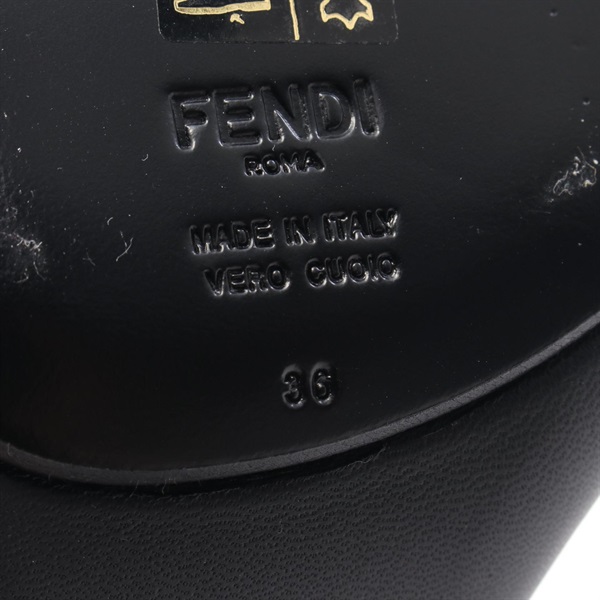 FENDI
ROMA
MADE IN ITALY
VERO CUOIO
36